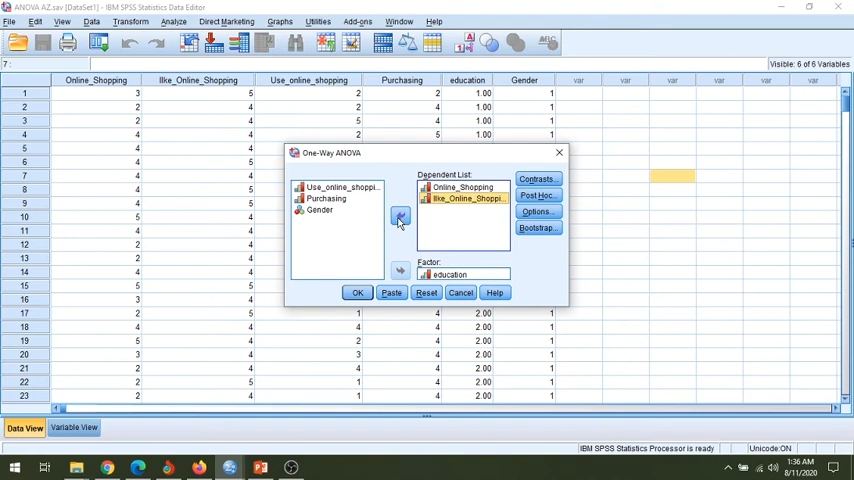 ANOVA AZ.sav [DataSet1] - IBM SPSS Statistics Data Editor
File Edit View Data Transform Analyze Direct Marketing Graphs Utilities Add-ons Window Help
7 :
Visible: 6 of 6 Variables
Online_Shopping Ilke_Online_Shopping Use_online_shopping Purchasing education Gender var var var var var var
1 3 5 2 2 1.00 1
2 2 4 2 4 1.00 1
3 2 4 5 4 1.00 1
4 2 4 2 5 1.00 1
5 4 4
6 4 5
7 4 5
8 4 5
9 4 5
10 2 5
11 4 4
12 2 4
13 2 4
14 2 5
15 4 4
16 3 4
17 2 5 1 4 2.00 1
18 4 4 4 4 2.00 1
19 5 4 2 4 2.00 1
20 3 4 3 4 2.00 1
21 2 4 4 4 2.00 1
22 2 5 1 4 2.00 1
23 2 4 1 4 2.00 1
One-Way ANOVA
Use_online_shoppi...
Purchasing
Gender
Dependent List:
Online_Shopping
Ilke_Online_Shoppi...
Factor:
education
Contrasts...
Post Hoc...
Options...
Bootstrap...
OK Paste Reset Cancel Help
Data View Variable View
IBM SPSS Statistics Processor is ready Unicode:ON
1:36 AM
8/11/2020